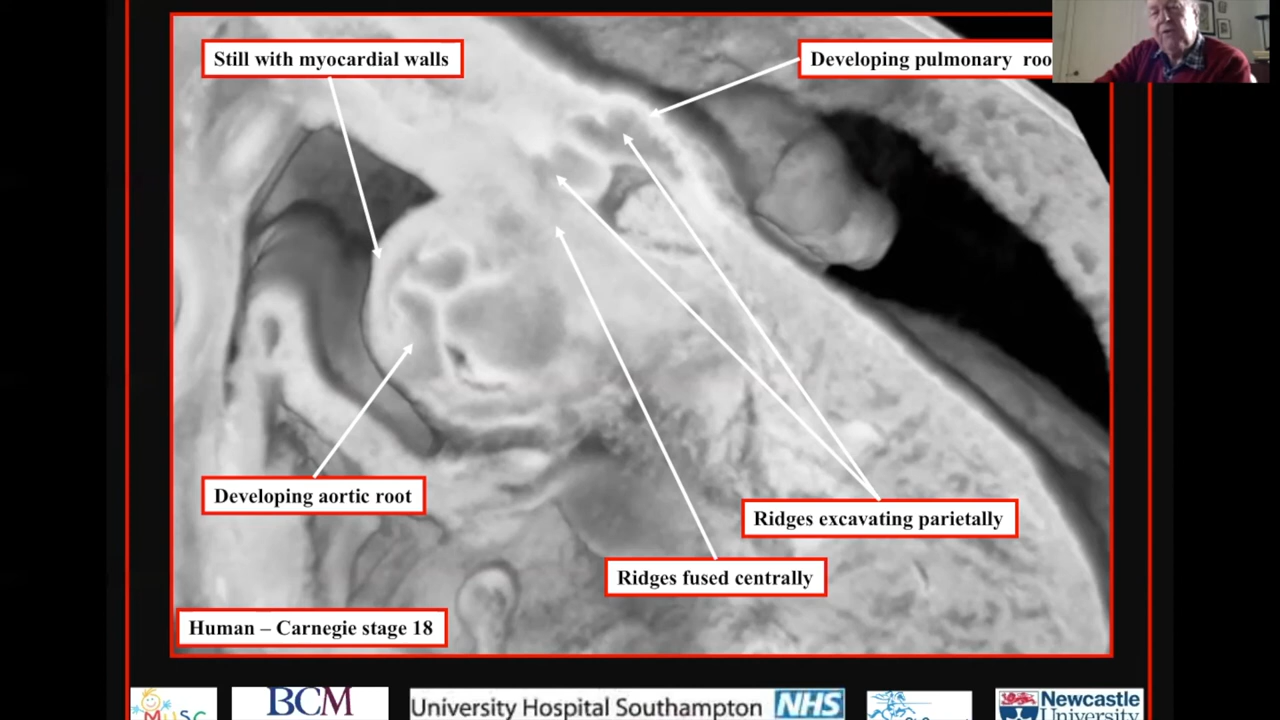 Still with myocardial walls
Developing pulmonary roo
Developing aortic root
Ridges excavating parietally
Ridges fused centrally
Human – Carnegie stage 18
MUSC
BCM
University Hospital Southampton NHS
Newcastle
University